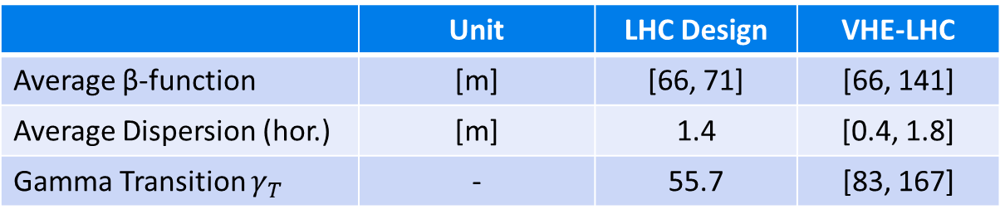 Unit LHC Design VHE-LHC
Average β-function [m] [66, 71] [66, 141]
Average Dispersion (hor.) [m] 1.4 [0.4, 1.8]
Gamma Transition γ_T - 55.7 [83, 167]